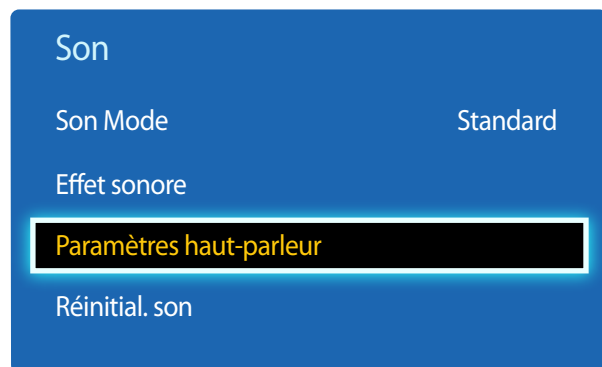 Son
Son Mode Standard
Effet sonore
Paramètres haut-parleur
Réinitial. son